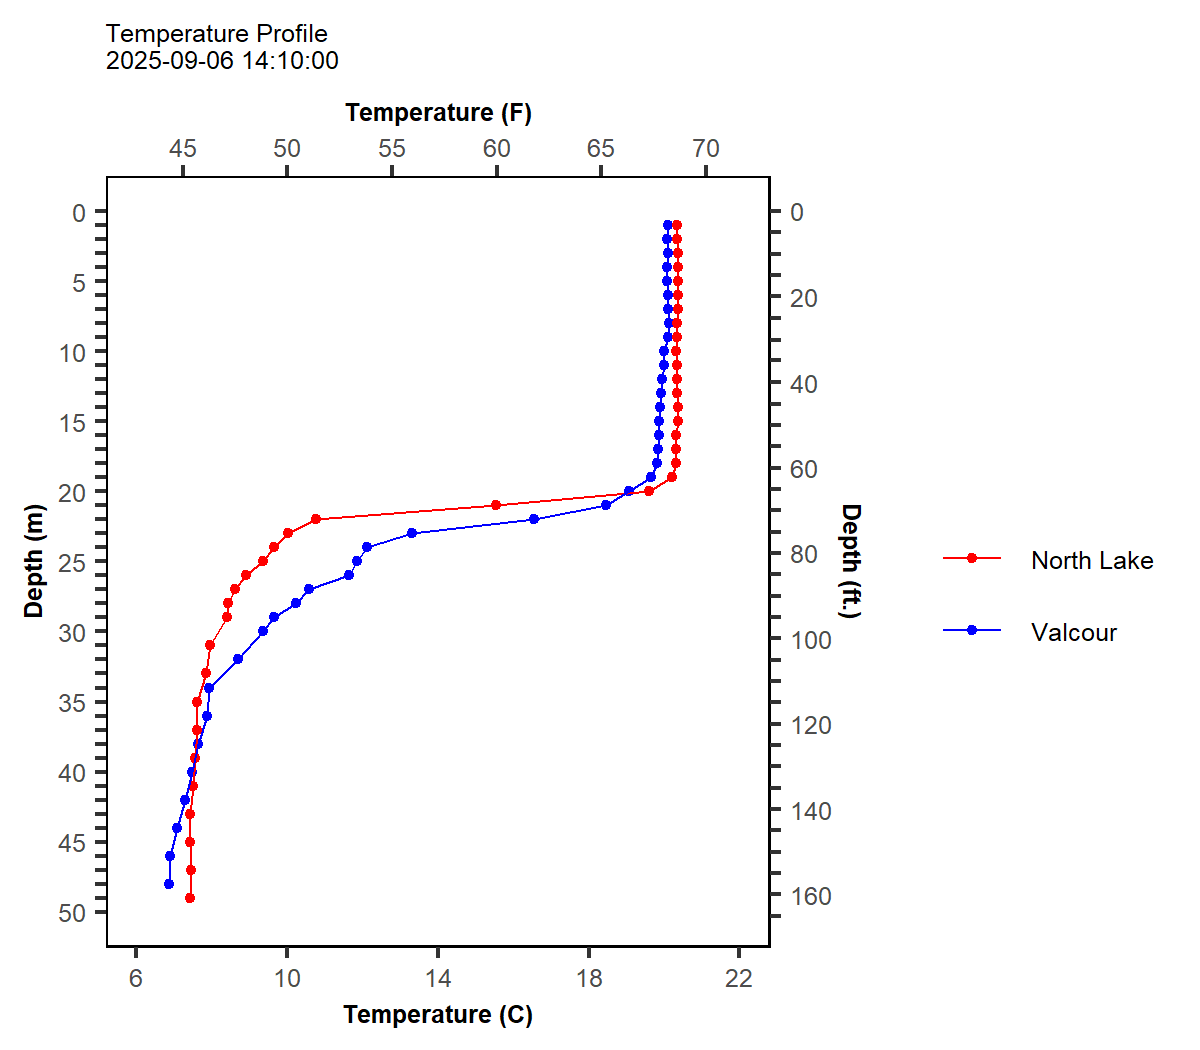 Temperature Profile
2025-09-06 14:10:00
Temperature (F)
45 50 55 60 65 70
0 5 10 15 20 25 30 35 40 45 50
Depth (m)
0 20 40 60 80 100 120 140 160
Depth (ft.)
North Lake
Valcour
6 10 14 18 22
Temperature (C)